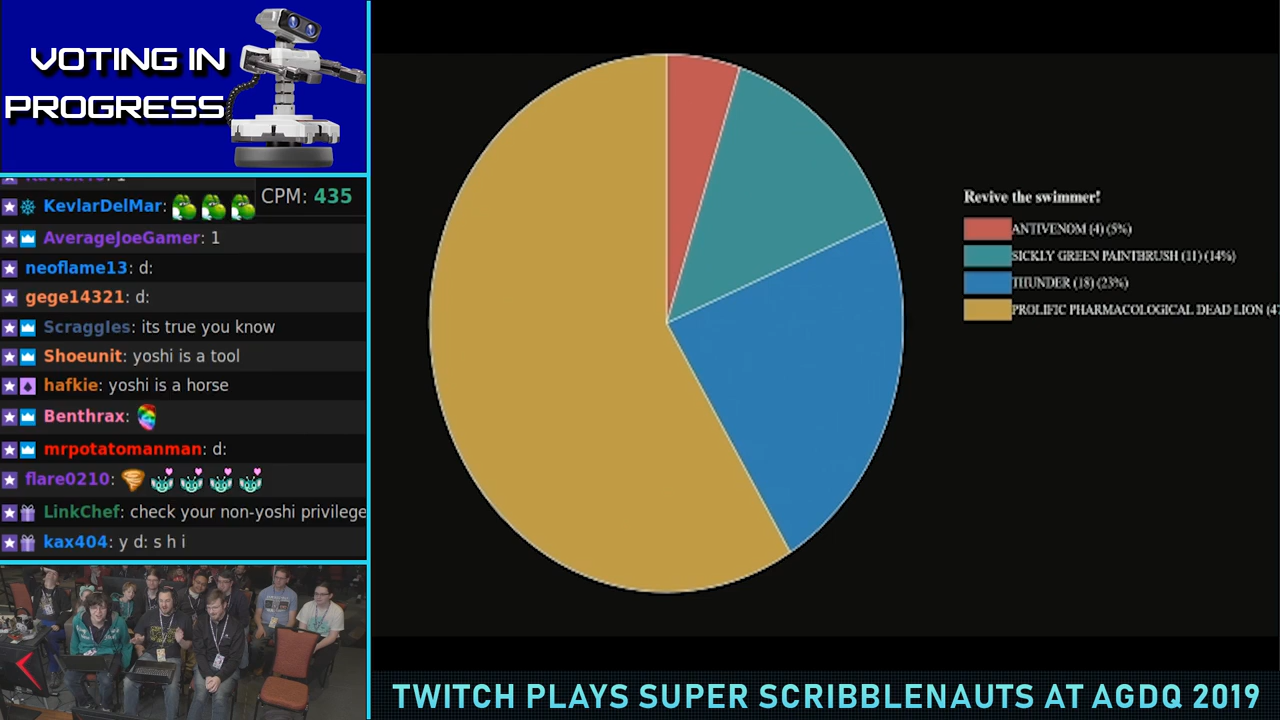 VOTING IN
PROGRESS
CPM: 435
KevlarDelMar:
AverageJoeGamer: 1
neoflame13: d:
gege14321: d:
Scraggles: its true you know
Shoeunit: yoshi is a tool
hafkie: yoshi is a horse
Benthrax:
mrpotatomanman: d:
flare0210:
LinkChef: check your non-yoshi privilege
kax404: y d: s h i
Revive the swimmer!
ANTIVENOM (4) (5%)
SICKLY GREEN PAINTBRUSH (11) (14%)
THUNDER (18) (23%)
PROLIFIC PHARMACOLOGICAL DEAD LION (47
TWITCH PLAYS SUPER SCRIBBLENAUTS AT AGDQ 2019